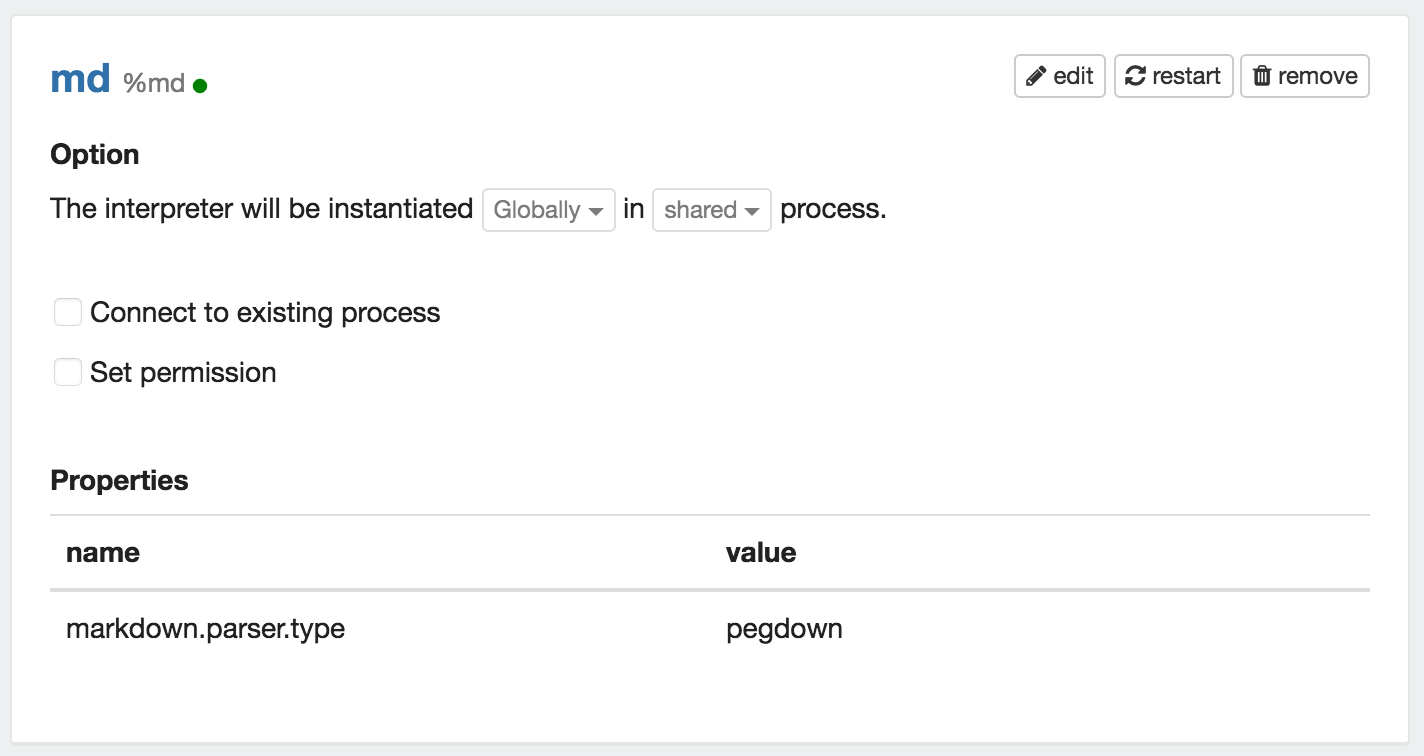 md %md
edit restart remove
Option
The interpreter will be instantiated Globally in shared process.
Connect to existing process
Set permission
Properties
name value
markdown.parser.type pegdown